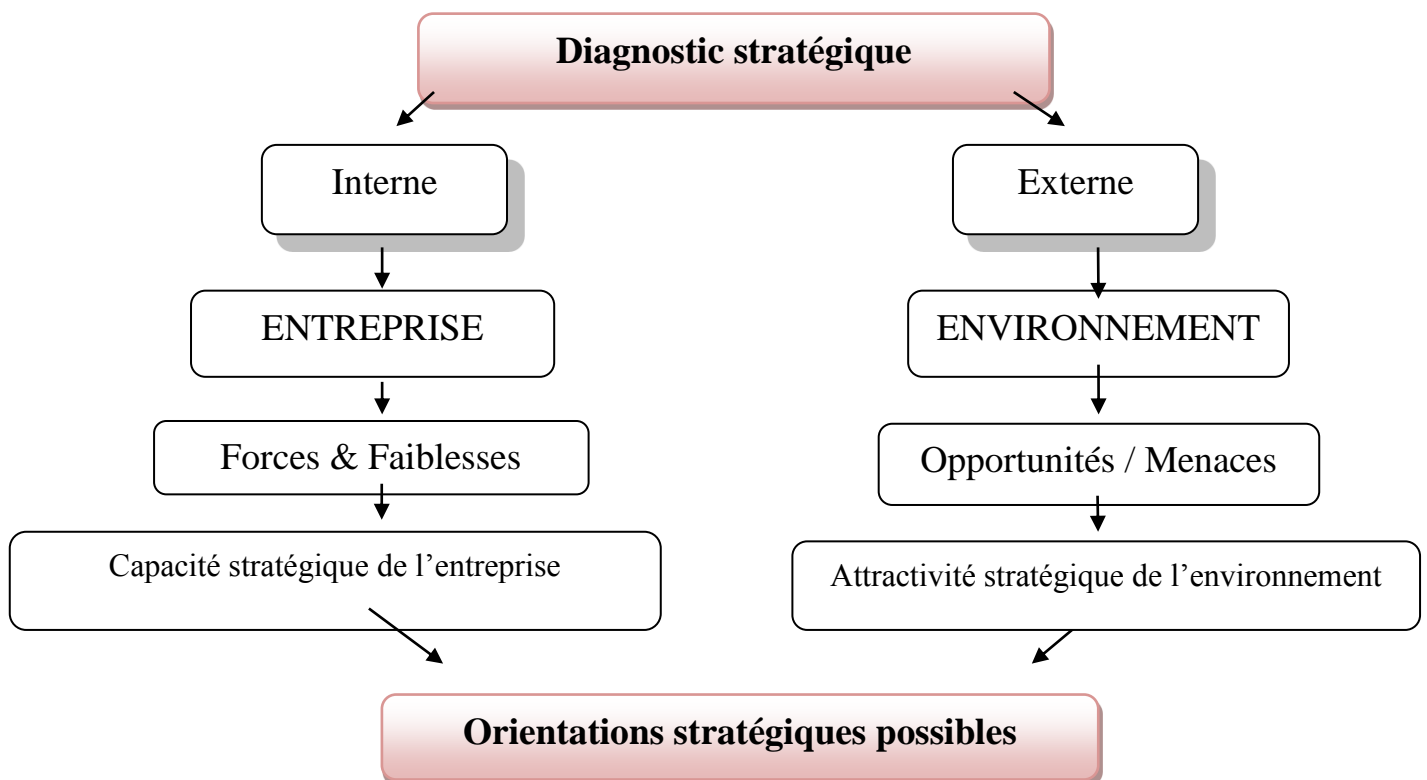 Diagnostic stratégique
Interne
Externe
ENTREPRISE
ENVIRONNEMENT
Forces & Faiblesses
Opportunités / Menaces
Capacité stratégique de l’entreprise
Attractivité stratégique de l’environnement
Orientations stratégiques possibles